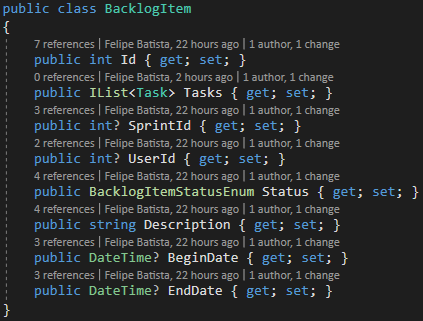 public class BacklogItem
{
7 references | Felipe Batista, 22 hours ago | 1 author, 1 change
public int Id { get; set; }
0 references | Felipe Batista, 2 hours ago | 1 author, 1 change
public IList<Task> Tasks { get; set; }
3 references | Felipe Batista, 22 hours ago | 1 author, 1 change
public int? SprintId { get; set; }
2 references | Felipe Batista, 22 hours ago | 1 author, 1 change
public int? UserId { get; set; }
4 references | Felipe Batista, 22 hours ago | 1 author, 1 change
public BacklogItemStatusEnum Status { get; set; }
4 references | Felipe Batista, 22 hours ago | 1 author, 1 change
public string Description { get; set; }
3 references | Felipe Batista, 22 hours ago | 1 author, 1 change
public DateTime? BeginDate { get; set; }
3 references | Felipe Batista, 22 hours ago | 1 author, 1 change
public DateTime? EndDate { get; set; }
}